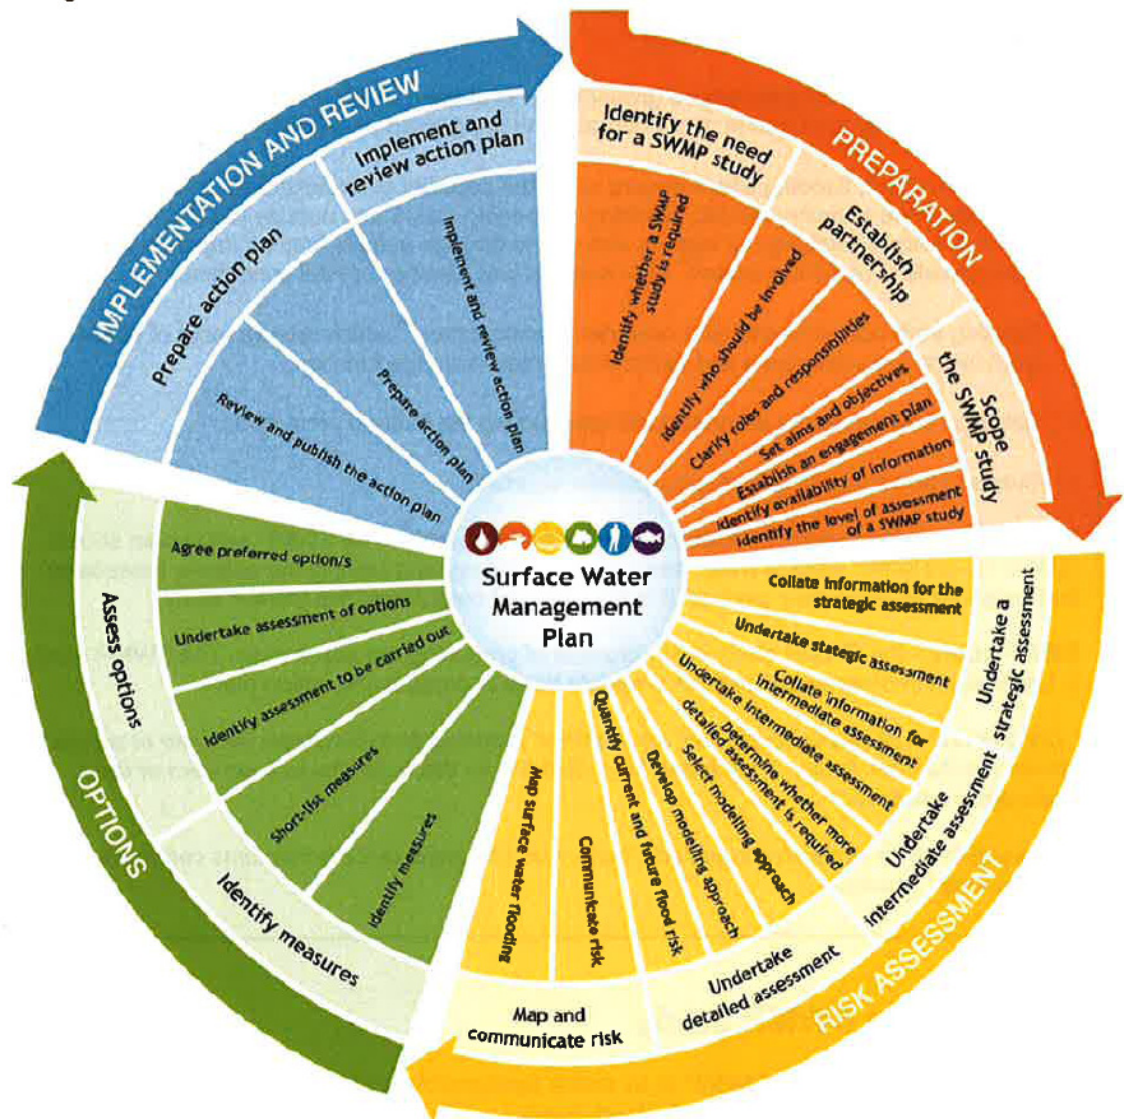 PREPARATION
Identify the need
for a SWMP study
Establish
partnership
Scope
the SWMP study
Identify whether a SWMP
study is required
Identify who should be involved
Clarify roles and responsibilities
Set aims and objectives
Establish an engagement plan
Identify availability of information
Identify the level of assessment
of a SWMP study
RISK ASSESSMENT
Undertake a
strategic assessment
Undertake
intermediate assessment
Undertake
detailed assessment
Map and
communicate risk
Collate information for the
strategic assessment
Undertake stategic assessment
Collate information for
intermediate assessment
Undertake intermediate assessment
Determine whether more
detailed assessment is required
Select modelling approach
Develop modelling approach
Quantify current and future flood risk
Communicate risk
Map surface water flooding
OPTIONS
Identify measures
Assess options
Identify measures
Short-list measures
Identify assessment to be carried out
Undertake assessment of options
Agree preferred option/s
IMPLEMENTATION AND REVIEW
Prepare action plan
Implement and
review action plan
Review and publish the action plan
Prepare action plan
Implement and review action plan
Surface Water
Management
Plan